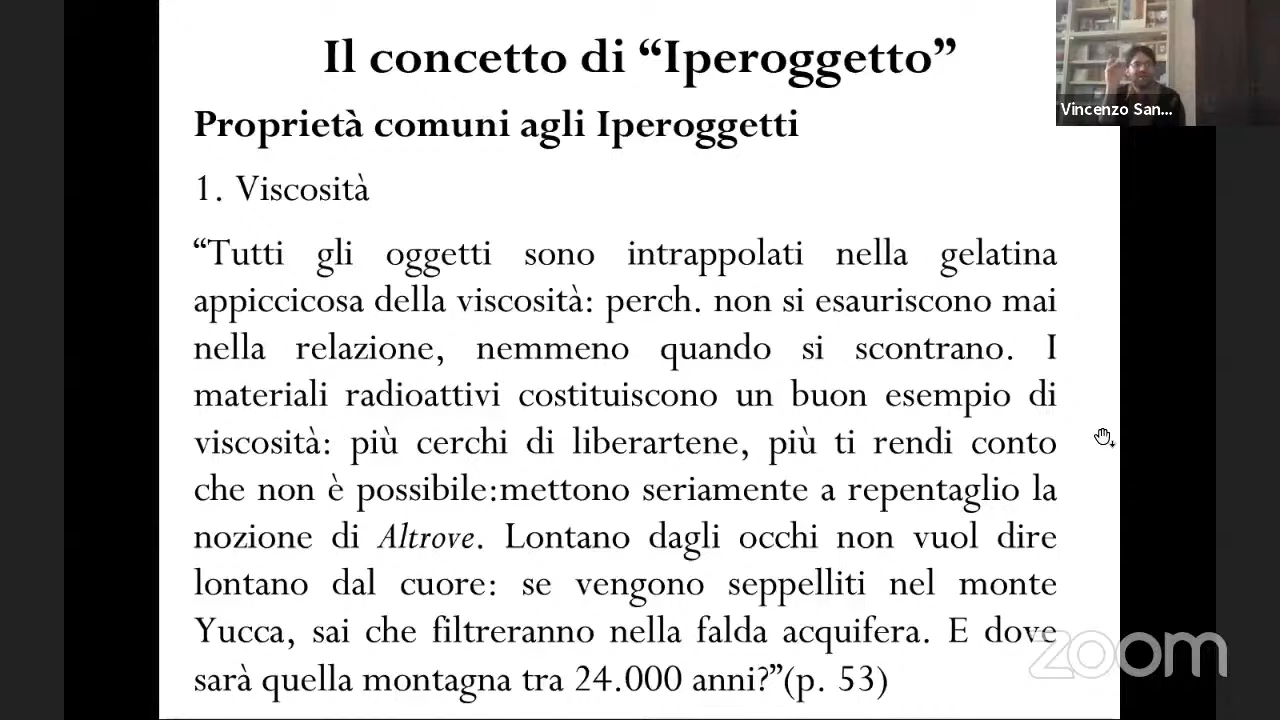 Il concetto di “Iperoggetto”
Proprietà comuni agli Iperoggetti
1. Viscosità
“Tutti gli oggetti sono intrappolati nella gelatina
appiccicosa della viscosità: perch. non si esauriscono mai
nella relazione, nemmeno quando si scontrano. I
materiali radioattivi costituiscono un buon esempio di
viscosità: più cerchi di liberartene, più ti rendi conto
che non è possibile:mettono seriamente a repentaglio la
nozione di Altrove. Lontano dagli occhi non vuol dire
lontano dal cuore: se vengono seppelliti nel monte
Yucca, sai che filtreranno nella falda acquifera. E dove
sarà quella montagna tra 24.000 anni?”(p. 53)
Vincenzo San...
zoom